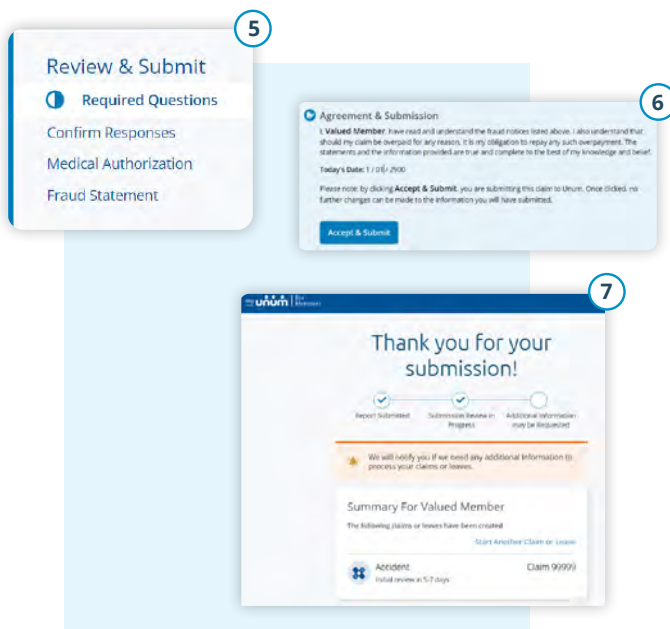 5
Review & Submit
Required Questions
Confirm Responses
Medical Authorization
Fraud Statement
6
Agreement & Submission
I, Valued Member, have read and understand the fraud notices listed above. I also understand that
should my claim be overpaid for any reason, it is my obligation to repay any such overpayment. The
statements and the information provided are true and complete to the best of my knowledge and belief.
Today's Date: 1 / 01/ 2900
Please note: by clicking Accept & Submit, you are submitting this claim to Unum. Once clicked, no
further changes can be made to the information you will have submitted.
Accept & Submit
7
my unum For Members
Thank you for your
submission!
Report Submitted
Submission Review in
Progress
Additional Information
may be Requested
We will notify you if we need any additional information to
process your claims or leaves.
Summary For Valued Member
The following claims or leaves have been created
Start Another Claim or Leave
Accident
Claim 99999
Initial review in 5-7 days